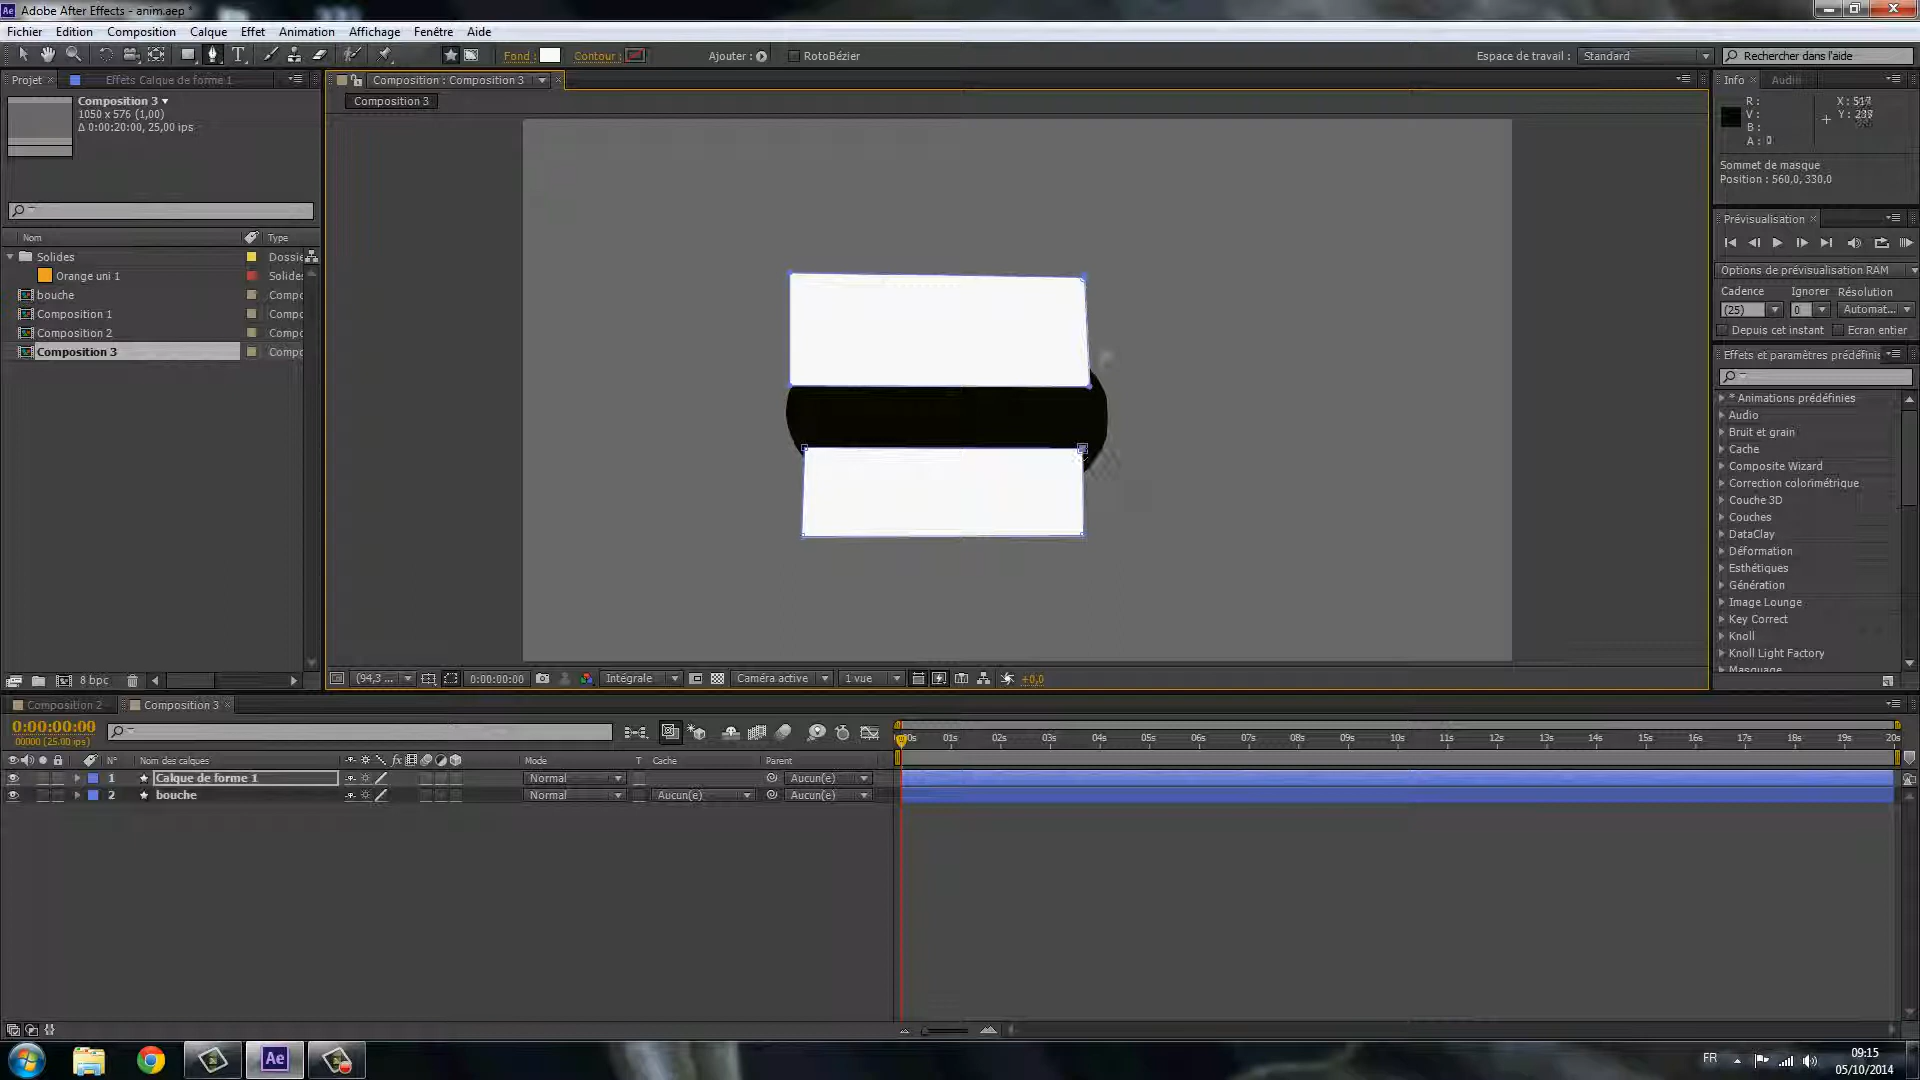 Adobe After Effects - anim.aep *
Fichier Edition Composition Calque Effet Animation Affichage Fenêtre Aide
Fond : Contour : Ajouter : RotoBézier Espace de travail : Standard Rechercher dans l'aide
Projet Effets Calque de forme 1 Composition : Composition 3 Info Audio
Composition 3
1050 x 576 (1,00)
Δ 0:00:20:00, 25,00 ips
Composition 3
R :
V :
B :
A : 0
X : 517
Y : 238
Sommet de masque
Position : 560,0, 330,0
Prévisualisation
Options de prévisualisation RAM
Cadence Ignorer Résolution
(25) 0 Automat...
Depuis cet instant Ecran entier
Effets et paramètres prédéfinis
* Animations prédéfinies
Audio
Bruit et grain
Cache
Composite Wizard
Correction colorimétrique
Couche 3D
Couches
DataClay
Déformation
Esthétiques
Génération
Image Lounge
Key Correct
Knoll
Knoll Light Factory
Masquage
Nom Type
Solides Dossie
Orange uni 1 Solides
bouche Compo
Composition 1 Compo
Composition 2 Compo
Composition 3 Compo
8 bpc
(94,3 ... 0:00:00:00 Intégrale Caméra active 1 vue +0,0
Composition 2 Composition 3
0:00:00:00
00000 (25.00 ips)
00s 01s 02s 03s 04s 05s 06s 07s 08s 09s 10s 11s 12s 13s 14s 15s 16s 17s 18s 19s 20s
N° Nom des calques fx Mode T Cache Parent
1 Calque de forme 1 Normal Aucun(e)
2 bouche Normal Aucun(e) Aucun(e)
Ae FR 09:15
05/10/2014